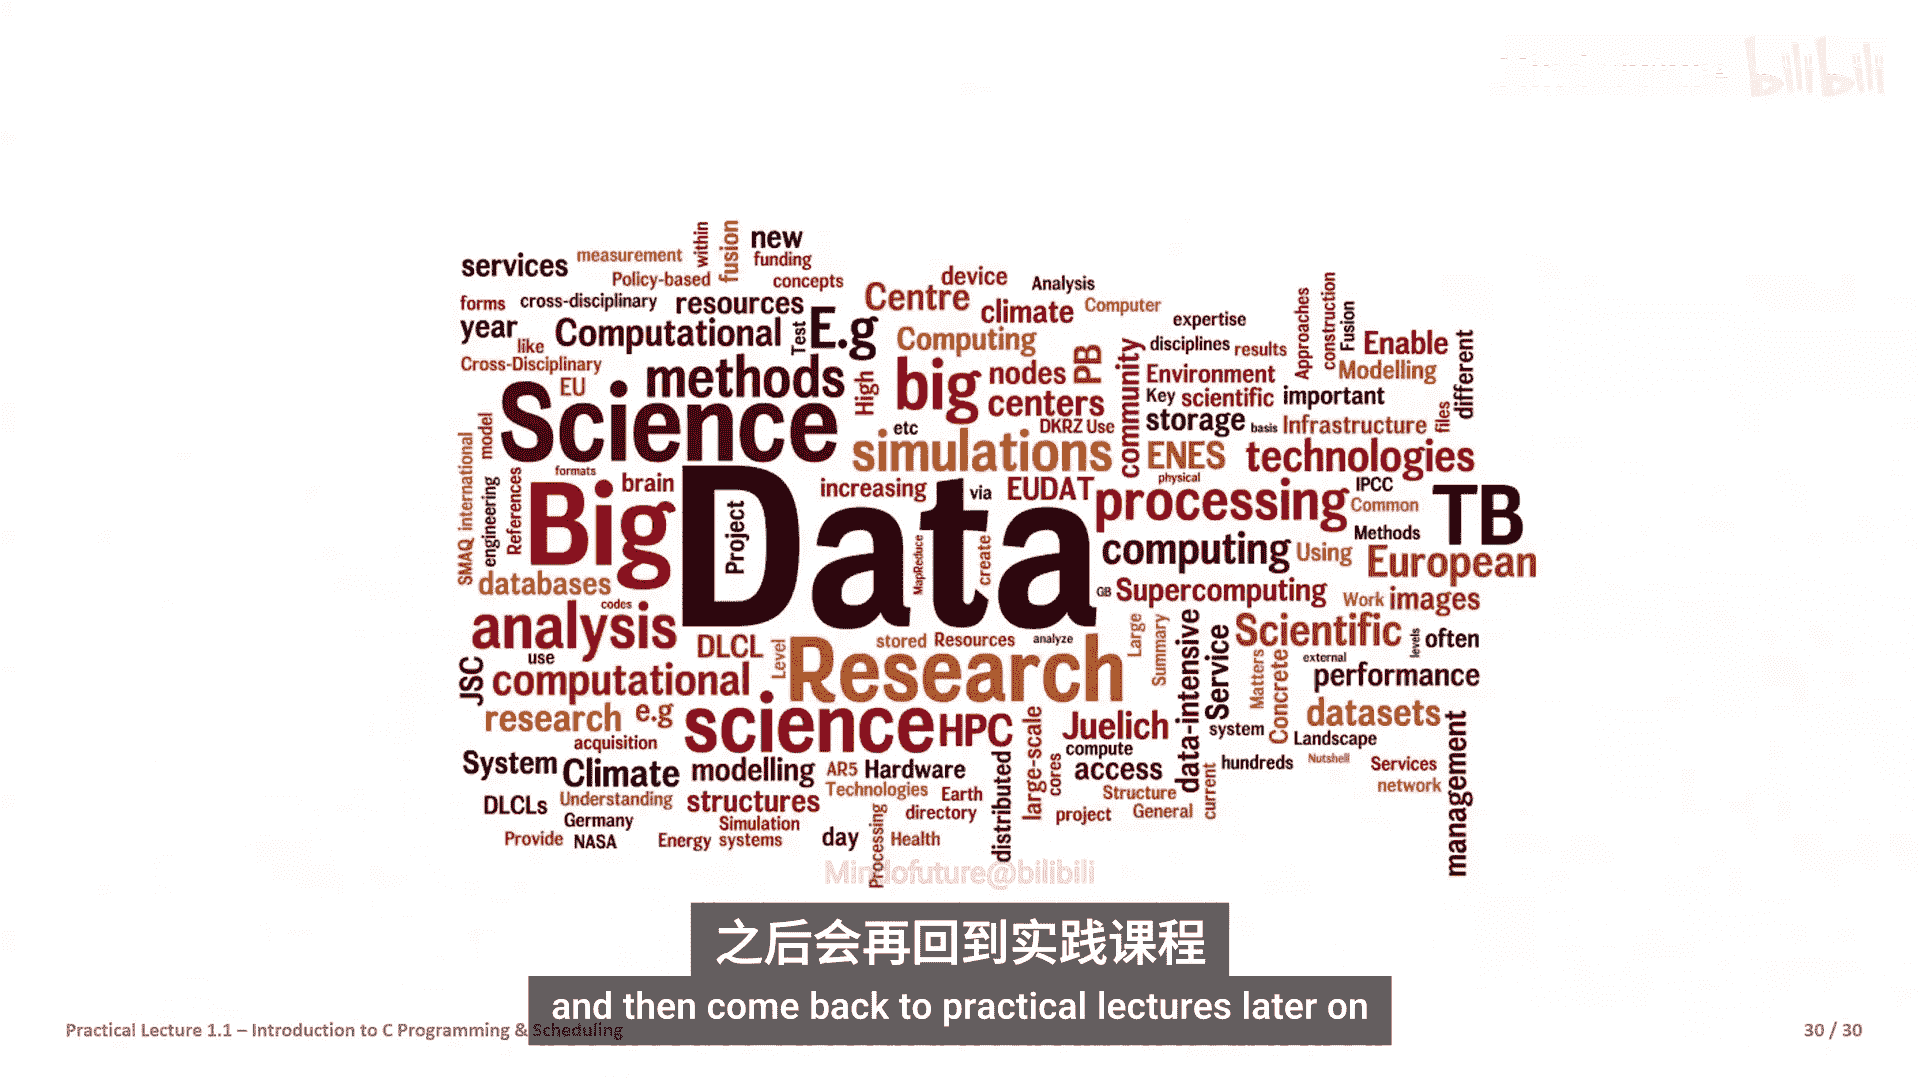 bilibili
within
fusion
new
services
measurement
funding
Policy-based
concepts
device
Analysis
forms
cross-disciplinary
resources
Centre
climate
Computer
expertise
Approaches
construction
Fusion
year
like
Computational
Test
E.g
Computing
PB
community
disciplines
results
Enable
different
Cross-Disciplinary
EU
methods
High
big
nodes
centers
Environment
Modelling
Key
scientific
important
Science
etc
DKRZ
Use
storage
basis
Infrastructure
files
model
international
simulations
ENES
technologies
formats
brain
increasing
via
EUDAT
physical
processing
IPCC
Common
TB
SMAQ
engineering
References
Big
Data
Project
MapReduce
create
computing
Using
Methods
European
databases
codes
GB
Supercomputing
Work
images
analysis
use
DLCL
Level
stored
Resources
analyze
Large
Summary
Scientific
levels
often
JSC
computational
Research
data-intensive
Service
Matters
Concrete
external
performance
research
e.g
acquisition
science
HPC
large-scale
cores
Juelich
compute
system
datasets
Landscape
management
System
Climate
modelling
AR5
Hardware
distributed
access
current
hundreds
Nutshell
Services
network
DLCLs
Understanding
structures
Technologies
Earth
directory
Structure
project
General
Germany
Simulation
Provide
NASA
Energy
systems
day
Processing
Health
Mindofuture@bilibili
之后会再回到实践课程
and then come back to practical lectures later on
Practical Lecture 1.1 – Introduction to C Programming & Scheduling
30 / 30